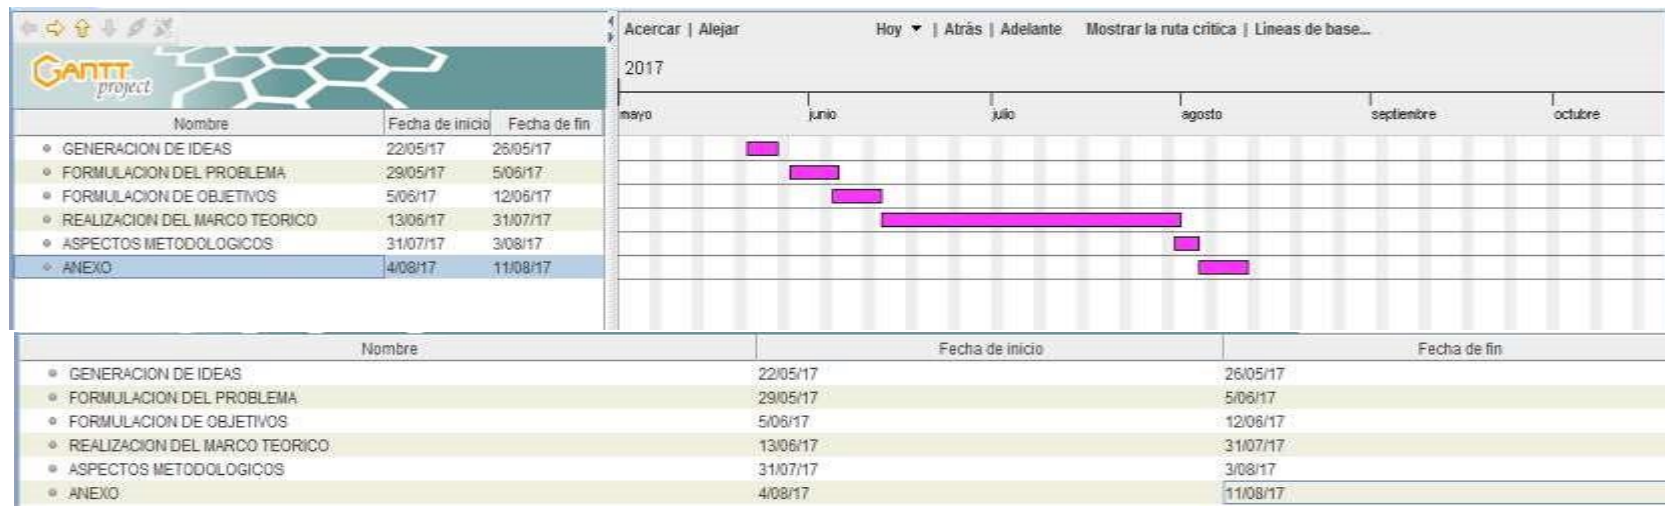 Acercar | Alejar Hoy ▼ | Atrás | Adelante Mostrar la ruta crítica | Líneas de base...
GANTT
project
2017
mayo junio julio agosto septiembre octubre
Nombre Fecha de inicio Fecha de fin
GENERACION DE IDEAS 22/05/17 26/05/17
FORMULACION DEL PROBLEMA 29/05/17 5/06/17
FORMULACION DE OBJETIVOS 5/06/17 12/06/17
REALIZACION DEL MARCO TEORICO 13/06/17 31/07/17
ASPECTOS METODOLOGICOS 31/07/17 3/08/17
ANEXO 4/08/17 11/08/17
Nombre Fecha de inicio Fecha de fin
GENERACION DE IDEAS 22/05/17 26/05/17
FORMULACION DEL PROBLEMA 29/05/17 5/06/17
FORMULACION DE OBJETIVOS 5/06/17 12/06/17
REALIZACION DEL MARCO TEORICO 13/06/17 31/07/17
ASPECTOS METODOLOGICOS 31/07/17 3/08/17
ANEXO 4/08/17 11/08/17